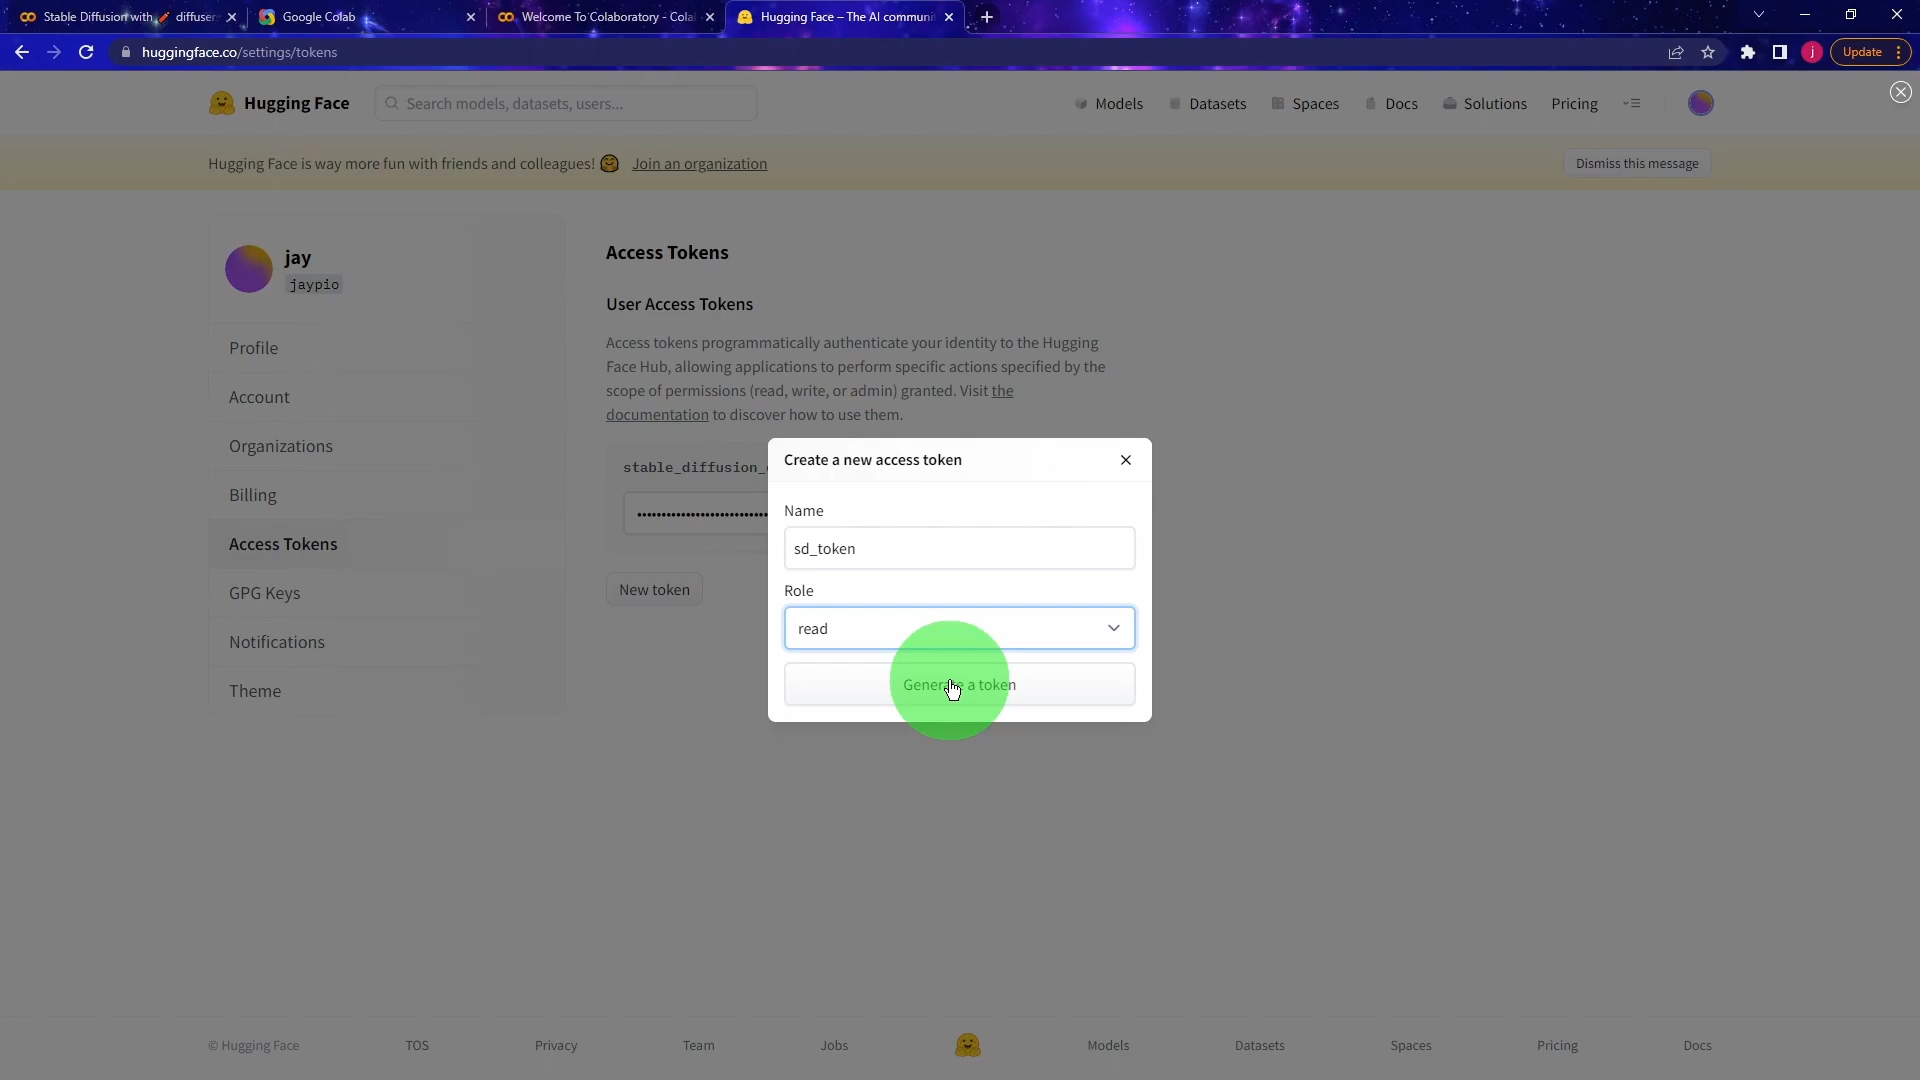 Stable Diffusion with diffuser
Google Colab
Welcome To Colaboratory - Cola
Hugging Face – The AI communi
huggingface.co/settings/tokens
j
Update
Hugging Face
Search models, datasets, users...
Models
Datasets
Spaces
Docs
Solutions
Pricing
Hugging Face is way more fun with friends and colleagues! Join an organization
Dismiss this message
jay
jaypio
Profile
Account
Organizations
Billing
Access Tokens
GPG Keys
Notifications
Theme
Access Tokens
User Access Tokens
Access tokens programmatically authenticate your identity to the Hugging
Face Hub, allowing applications to perform specific actions specified by the
scope of permissions (read, write, or admin) granted. Visit the
documentation to discover how to use them.
stable_diffusion_
New token
Create a new access token
Name
sd_token
Role
read
Generate a token
© Hugging Face
TOS
Privacy
Team
Jobs
Models
Datasets
Spaces
Pricing
Docs